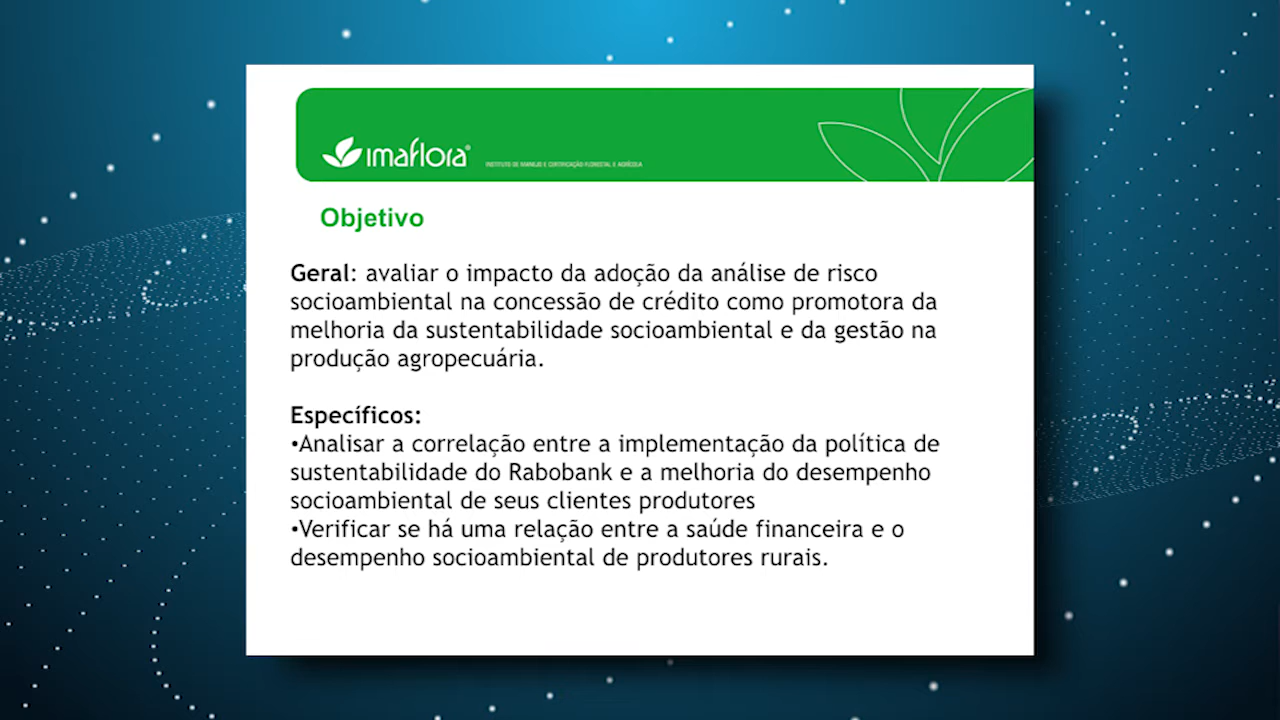 imaflora®
INSTITUTO DE MANEJO E CERTIFICAÇÃO FLORESTAL E AGRÍCOLA
Objetivo
Geral: avaliar o impacto da adoção da análise de risco
socioambiental na concessão de crédito como promotora da
melhoria da sustentabilidade socioambiental e da gestão na
produção agropecuária.
Específicos:
•Analisar a correlação entre a implementação da política de
sustentabilidade do Rabobank e a melhoria do desempenho
socioambiental de seus clientes produtores
•Verificar se há uma relação entre a saúde financeira e o
desempenho socioambiental de produtores rurais.